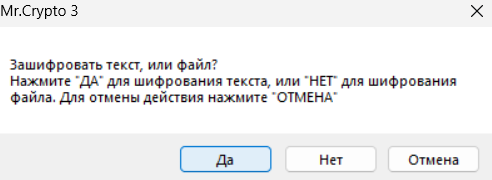 Mr.Crypto 3
Зашифровать текст, или файл?
Нажмите "ДА" для шифрования текста, или "НЕТ" для шифрования
файла. Для отмены действия нажмите "ОТМЕНА"
Да
Нет
Отмена